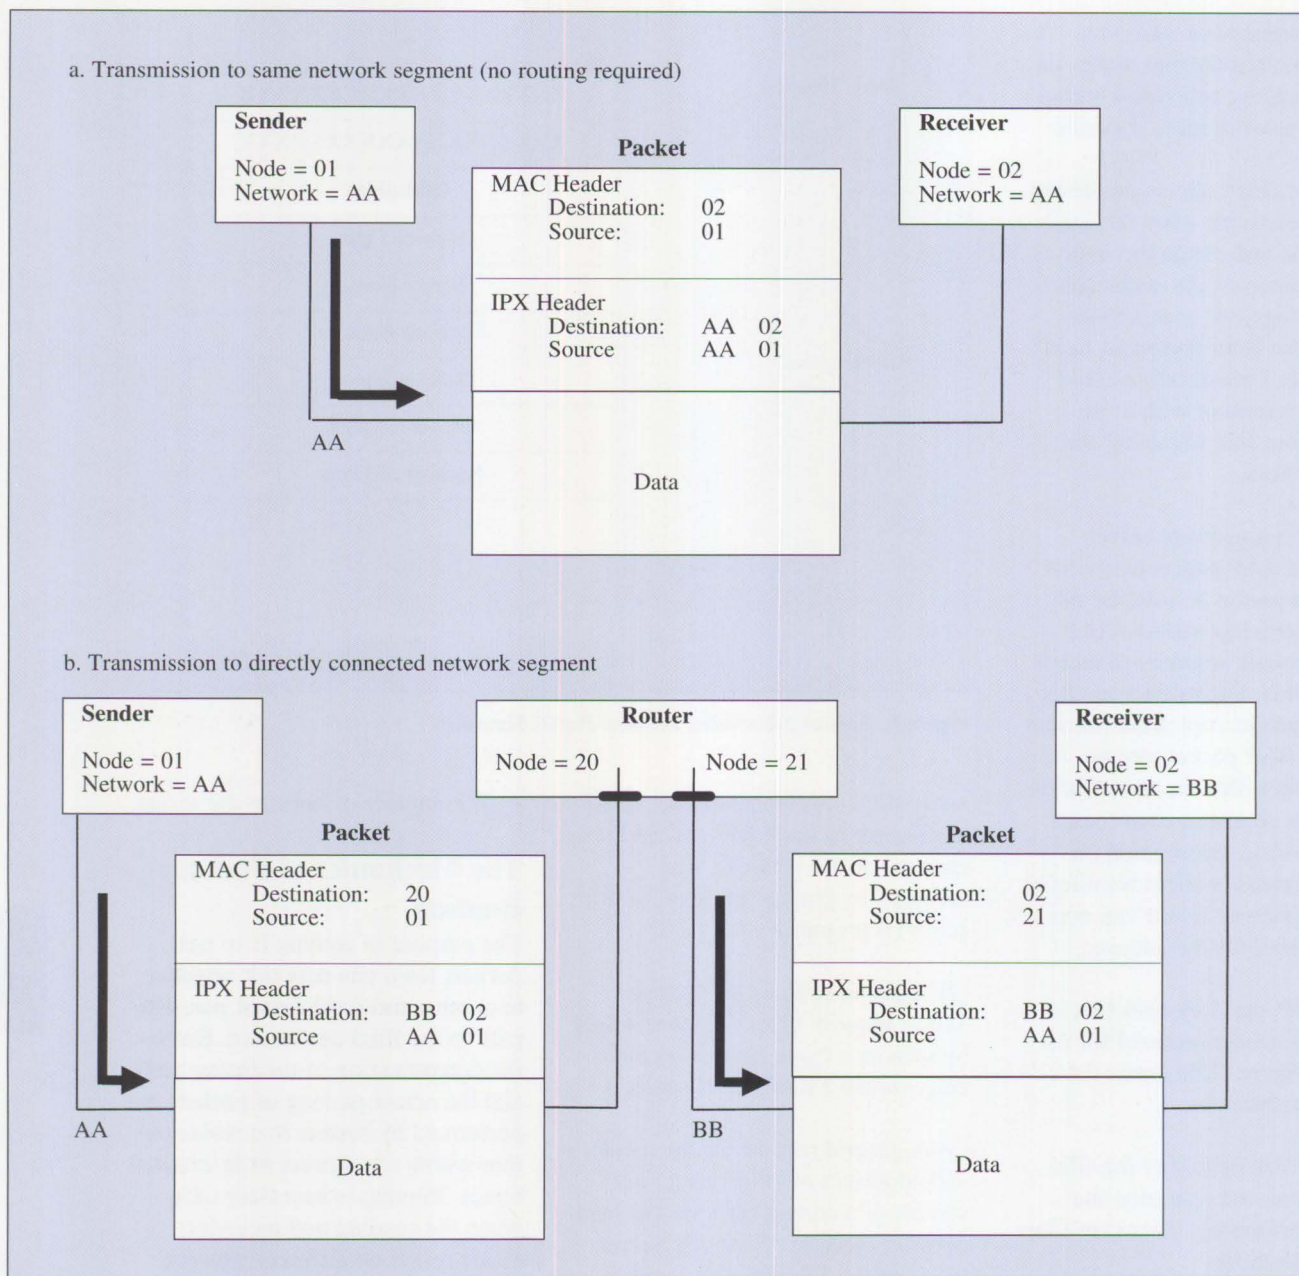 a. Transmission to same network segment (no routing required)
Sender
Node = 01
Network = AA
Packet
MAC Header
Destination: 02
Source: 01
IPX Header
Destination: AA 02
Source AA 01
Data
Receiver
Node = 02
Network = AA
AA
b. Transmission to directly connected network segment
Sender
Node = 01
Network = AA
Packet
MAC Header
Destination: 20
Source: 01
IPX Header
Destination: BB 02
Source AA 01
Data
AA
Router
Node = 20
Node = 21
BB
Packet
MAC Header
Destination: 02
Source: 21
IPX Header
Destination: BB 02
Source AA 01
Data
Receiver
Node = 02
Network = BB